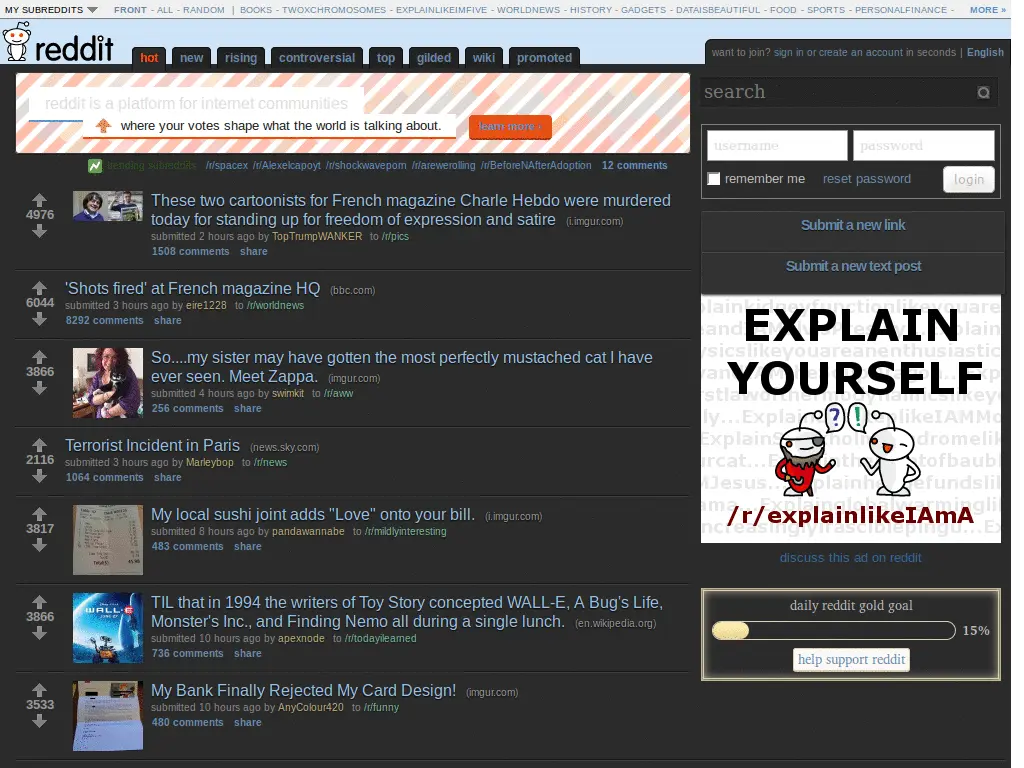 MY SUBREDDITS FRONT - ALL - RANDOM | BOOKS - TWOXCHROMOSOMES - EXPLAINLIKEIMFIVE - WORLDNEWS - HISTORY - GADGETS - DATAISBEAUTIFUL - FOOD - SPORTS - PERSONALFINANCE - MORE »
reddit hot new rising controversial top gilded wiki promoted
want to join? sign in or create an account in seconds | English
reddit is a platform for internet communities
where your votes shape what the world is talking about.
learn more ›
trending subreddits /r/spacex /r/Alexelcapoyt /r/shockwaveporn /r/arewerolling /r/BeforeNAfterAdoption 12 comments
4976
These two cartoonists for French magazine Charle Hebdo were murdered
today for standing up for freedom of expression and satire (i.imgur.com)
submitted 2 hours ago by TopTrumpWANKER to /r/pics
1508 comments share
6044
'Shots fired' at French magazine HQ (bbc.com)
submitted 3 hours ago by eire1228 to /r/worldnews
8292 comments share
3866
So....my sister may have gotten the most perfectly mustached cat I have
ever seen. Meet Zappa. (imgur.com)
submitted 4 hours ago by swimkit to /r/aww
256 comments share
2116
Terrorist Incident in Paris (news.sky.com)
submitted 3 hours ago by Marleybop to /r/news
1064 comments share
3817
My local sushi joint adds "Love" onto your bill. (i.imgur.com)
submitted 8 hours ago by pandawannabe to /r/mildlyinteresting
483 comments share
3866
WALL-E
TIL that in 1994 the writers of Toy Story concepted WALL-E, A Bug's Life,
Monster's Inc., and Finding Nemo all during a single lunch. (en.wikipedia.org)
submitted 10 hours ago by apexnode to /r/todayilearned
736 comments share
3533
My Bank Finally Rejected My Card Design! (imgur.com)
submitted 10 hours ago by AnyColour420 to /r/funny
480 comments share
search
username password
remember me reset password login
Submit a new link
Submit a new text post
EXPLAIN
YOURSELF
? !
/r/explainlikeIAmA
discuss this ad on reddit
daily reddit gold goal
15%
help support reddit